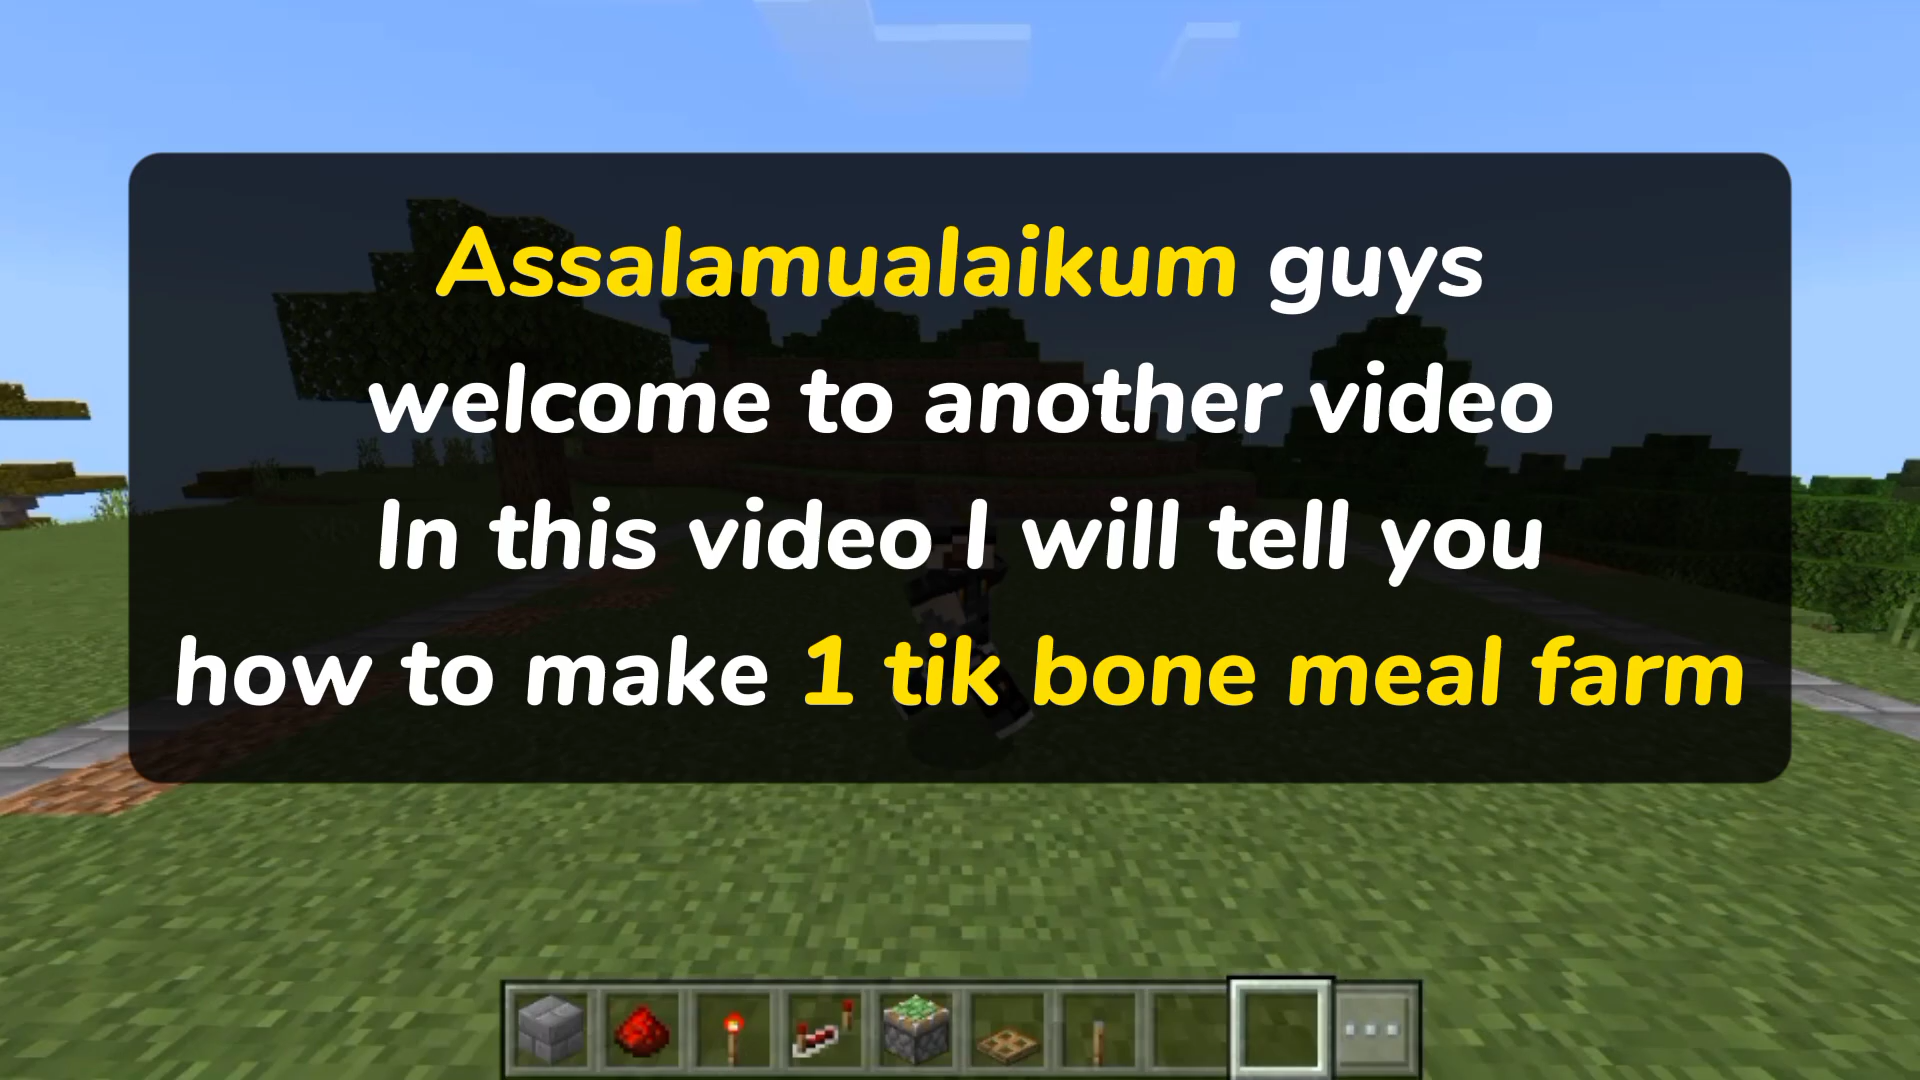 Assalamualaikum guys
welcome to another video
In this video I will tell you
how to make 1 tik bone meal farm